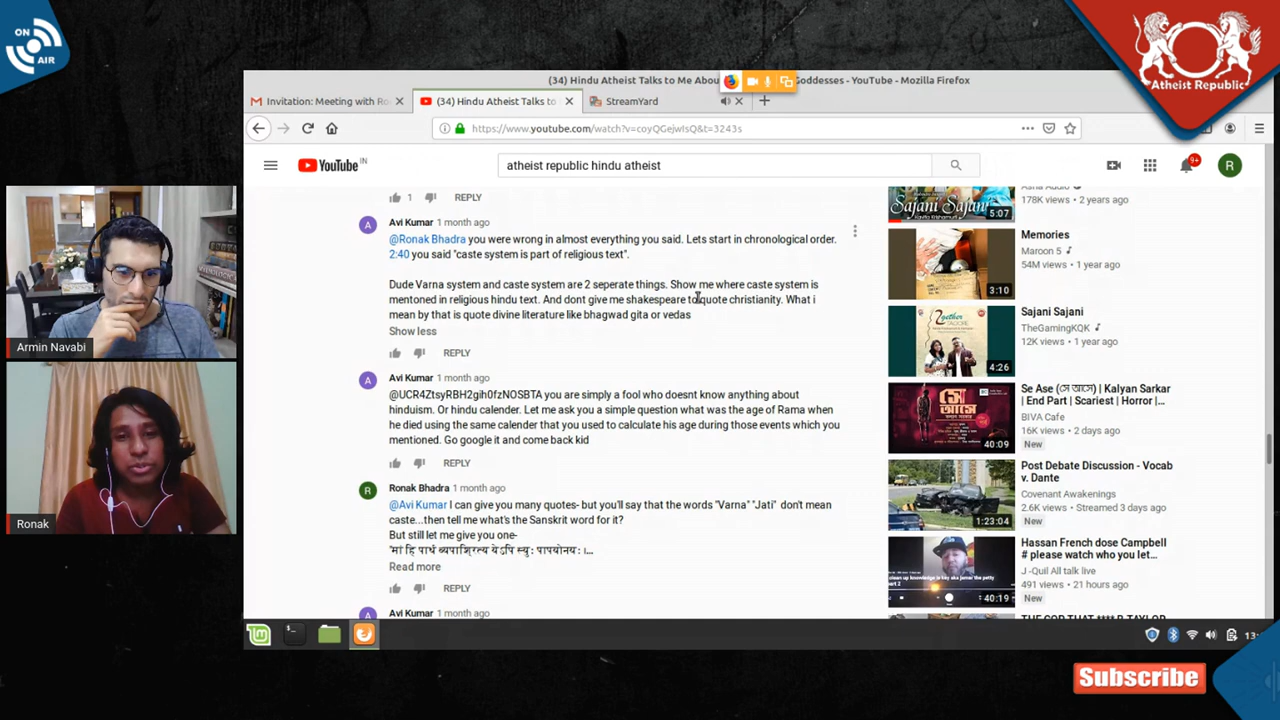 ON
AIR
Atheist Republic
(34) Hindu Atheist Talks to Me Abou
Goddesses - YouTube - Mozilla Firefox
Invitation: Meeting with Ro
(34) Hindu Atheist Talks to
StreamYard
https://www.youtube.com/watch?v=coyQGejwIsQ&t=3243s
YouTube IN
atheist republic hindu atheist
9+
R
1
REPLY
A
Avi Kumar 1 month ago
@Ronak Bhadra you were wrong in almost everything you said. Lets start in chronological order.
2:40 you said "caste system is part of religious text".
Dude Varna system and caste system are 2 seperate things. Show me where caste system is
mentoned in religious hindu text. And dont give me shakespeare to quote christianity. What i
mean by that is quote divine literature like bhagwad gita or vedas
Show less
REPLY
A
Avi Kumar 1 month ago
@UCR4ZtsyRBH2gih0fzNOSBTA you are simply a fool who doesnt know anything about
hinduism. Or hindu calender. Let me ask you a simple question what was the age of Rama when
he died using the same calender that you used to calculate his age during those events which you
mentioned. Go google it and come back kid
REPLY
R
Ronak Bhadra 1 month ago
@Avi Kumar I can give you many quotes- but you'll say that the words "Varna" "Jati" don't mean
caste...then tell me what's the Sanskrit word for it?
But still let me give you one-
"मां हि पार्थ व्यपाश्रित्य येऽपि स्युः पापयोनयः ।...
Read more
REPLY
A
Avi Kumar 1 month ago
Sajani Sajani
5:07
Asha Audio
178K Views • 2 years ago
3:10
Memories
Maroon 5
54M views • 1 year ago
2gether
TAGORE
4:26
Sajani Sajani
TheGamingKQK
12K views • 1 year ago
সে আসে
40:09
Se Ase (সে আসে) | Kalyan Sarkar
| End Part | Scariest | Horror |...
BIVA Cafe
16K views • 2 days ago
New
1:23:04
Post Debate Discussion - Vocab
v. Dante
Covenant Awakenings
2.6K views • Streamed 3 days ago
New
40:19
Hassan French dose Campbell
# please watch who you let...
J -Quil All talk live
491 views • 21 hours ago
New
Armin Navabi
Ronak
13:
Subscribe